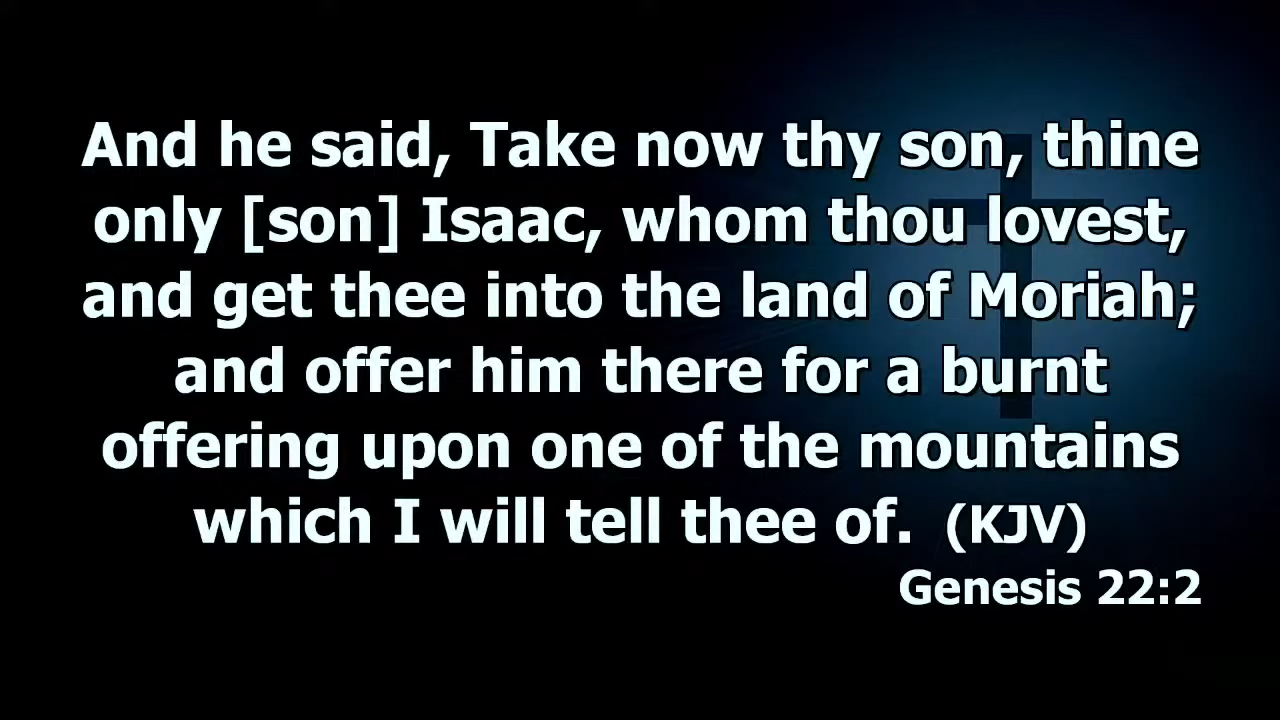 And he said, Take now thy son, thine
only [son] Isaac, whom thou lovest,
and get thee into the land of Moriah;
and offer him there for a burnt
offering upon one of the mountains
which I will tell thee of. (KJV)
Genesis 22:2